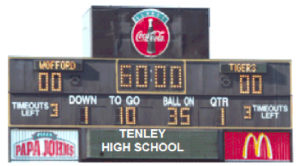 Coca-Cola
WOFFORD 60:00 TIGERS
00 00
TIMEOUTS LEFT 3 DOWN 1 TO GO 10 BALL ON 35 QTR 1 3 TIMEOUTS LEFT
PAPA JOHNS
TENLEY
HIGH SCHOOL
M